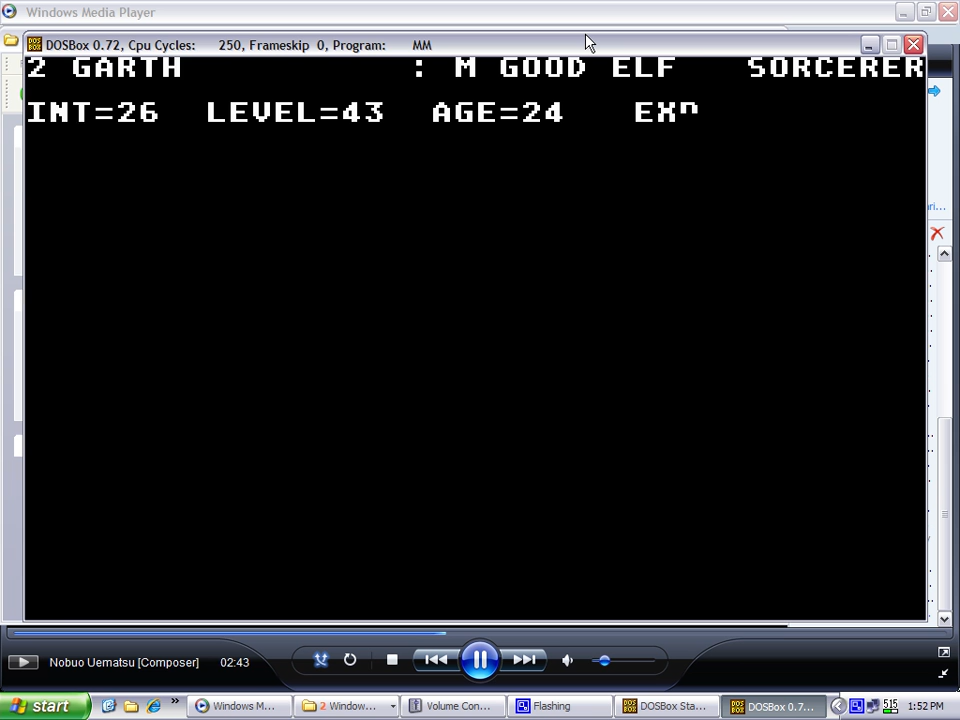 Windows Media Player
DOSBox 0.72, Cpu Cycles: 250, Frameskip 0, Program: MM
2 GARTH : M GOOD ELF SORCERER
INT=26 LEVEL=43 AGE=24 EX
ari...
Nobuo Uematsu [Composer] 02:43
start
Windows M...
2 Window...
Volume Con...
Flashing
DOSBox Sta...
DOSBox 0.7...
515
1:52 PM